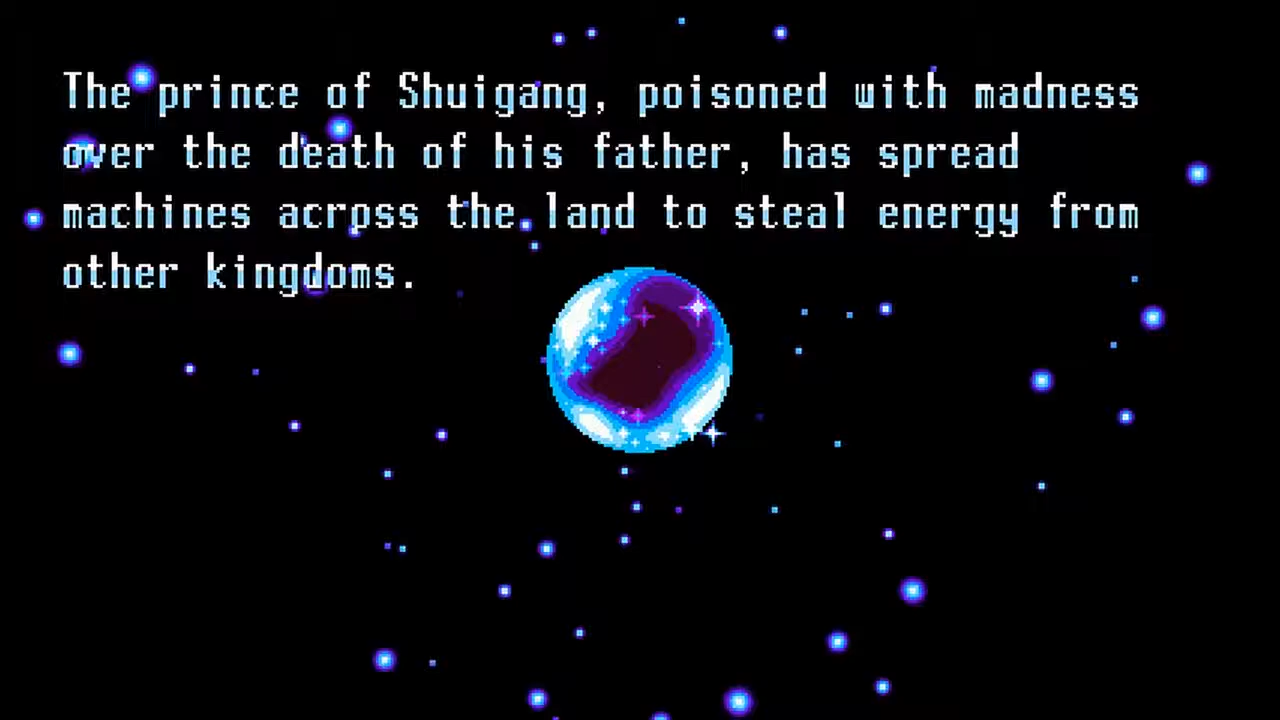 The prince of Shuigang, poisoned with madness
over the death of his father, has spread
machines across the land to steal energy from
other kingdoms.